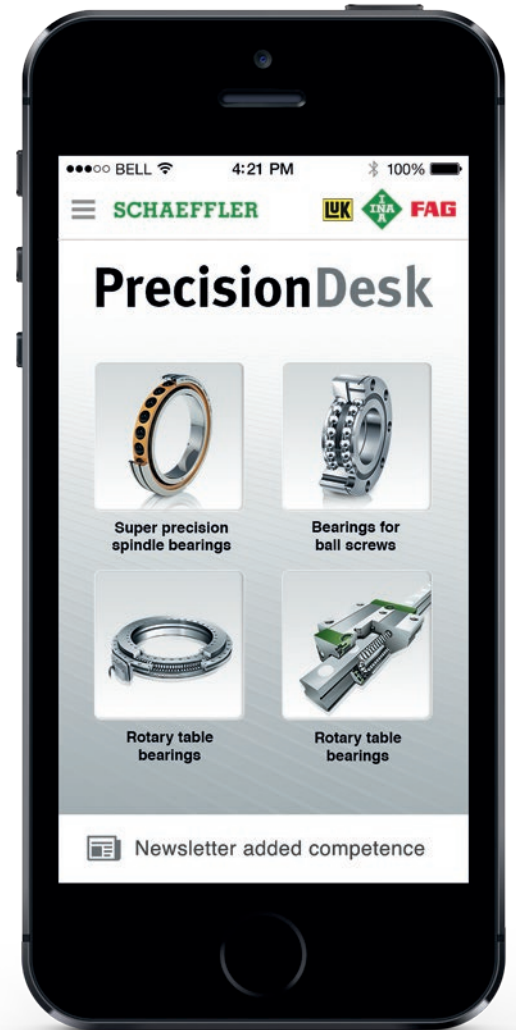 ●●●○○ BELL 4:21 PM 100%
SCHAEFFLER LUK INA FAG
PrecisionDesk
Super precision
spindle bearings
Bearings for
ball screws
Rotary table
bearings
Rotary table
bearings
Newsletter added competence